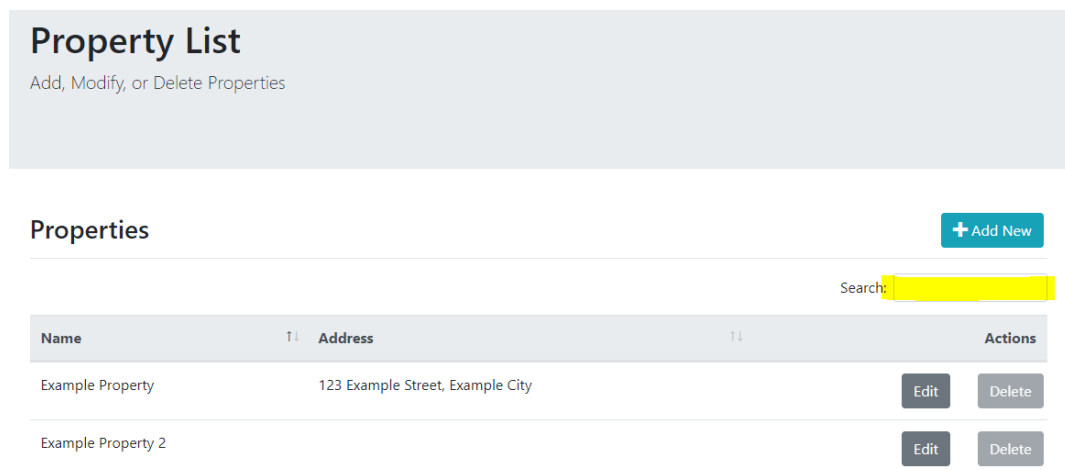 Property List
Add, Modify, or Delete Properties
Properties
Add New
Search:
Name Address Actions
Example Property 123 Example Street, Example City Edit Delete
Example Property 2 Edit Delete